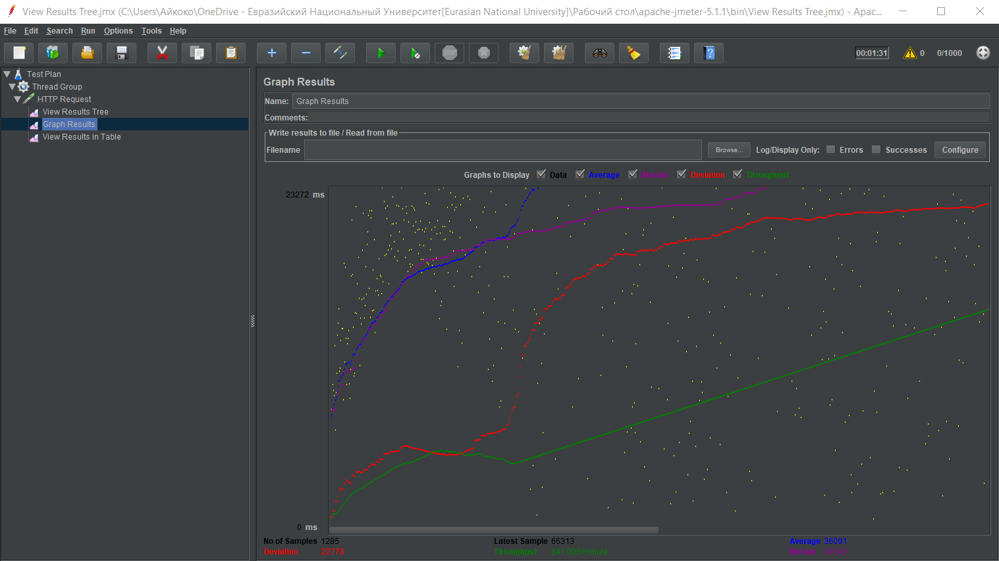 View Results Tree.jmx (C:\Users\Айкоко\OneDrive - Евразийский Национальный Университет[Eurasian National University]\Рабочий стол\apache-jmeter-5.1.1\bin\View Results Tree.jmx) - Apac...
File Edit Search Run Options Tools Help
STOP 00:01:31 0 0/1000
Test Plan
Thread Group
HTTP Request
View Results Tree
Graph Results
View Results in Table
Graph Results
Name: Graph Results
Comments:
Write results to file / Read from file
Filename Browse... Log/Display Only: Errors Successes Configure
Graphs to Display Data Average Median Deviation Throughput
23272 ms
0 ms
No of Samples 1285 Latest Sample 66313 Average 36091
Deviation 22778 Throughput 841.005/minute Median